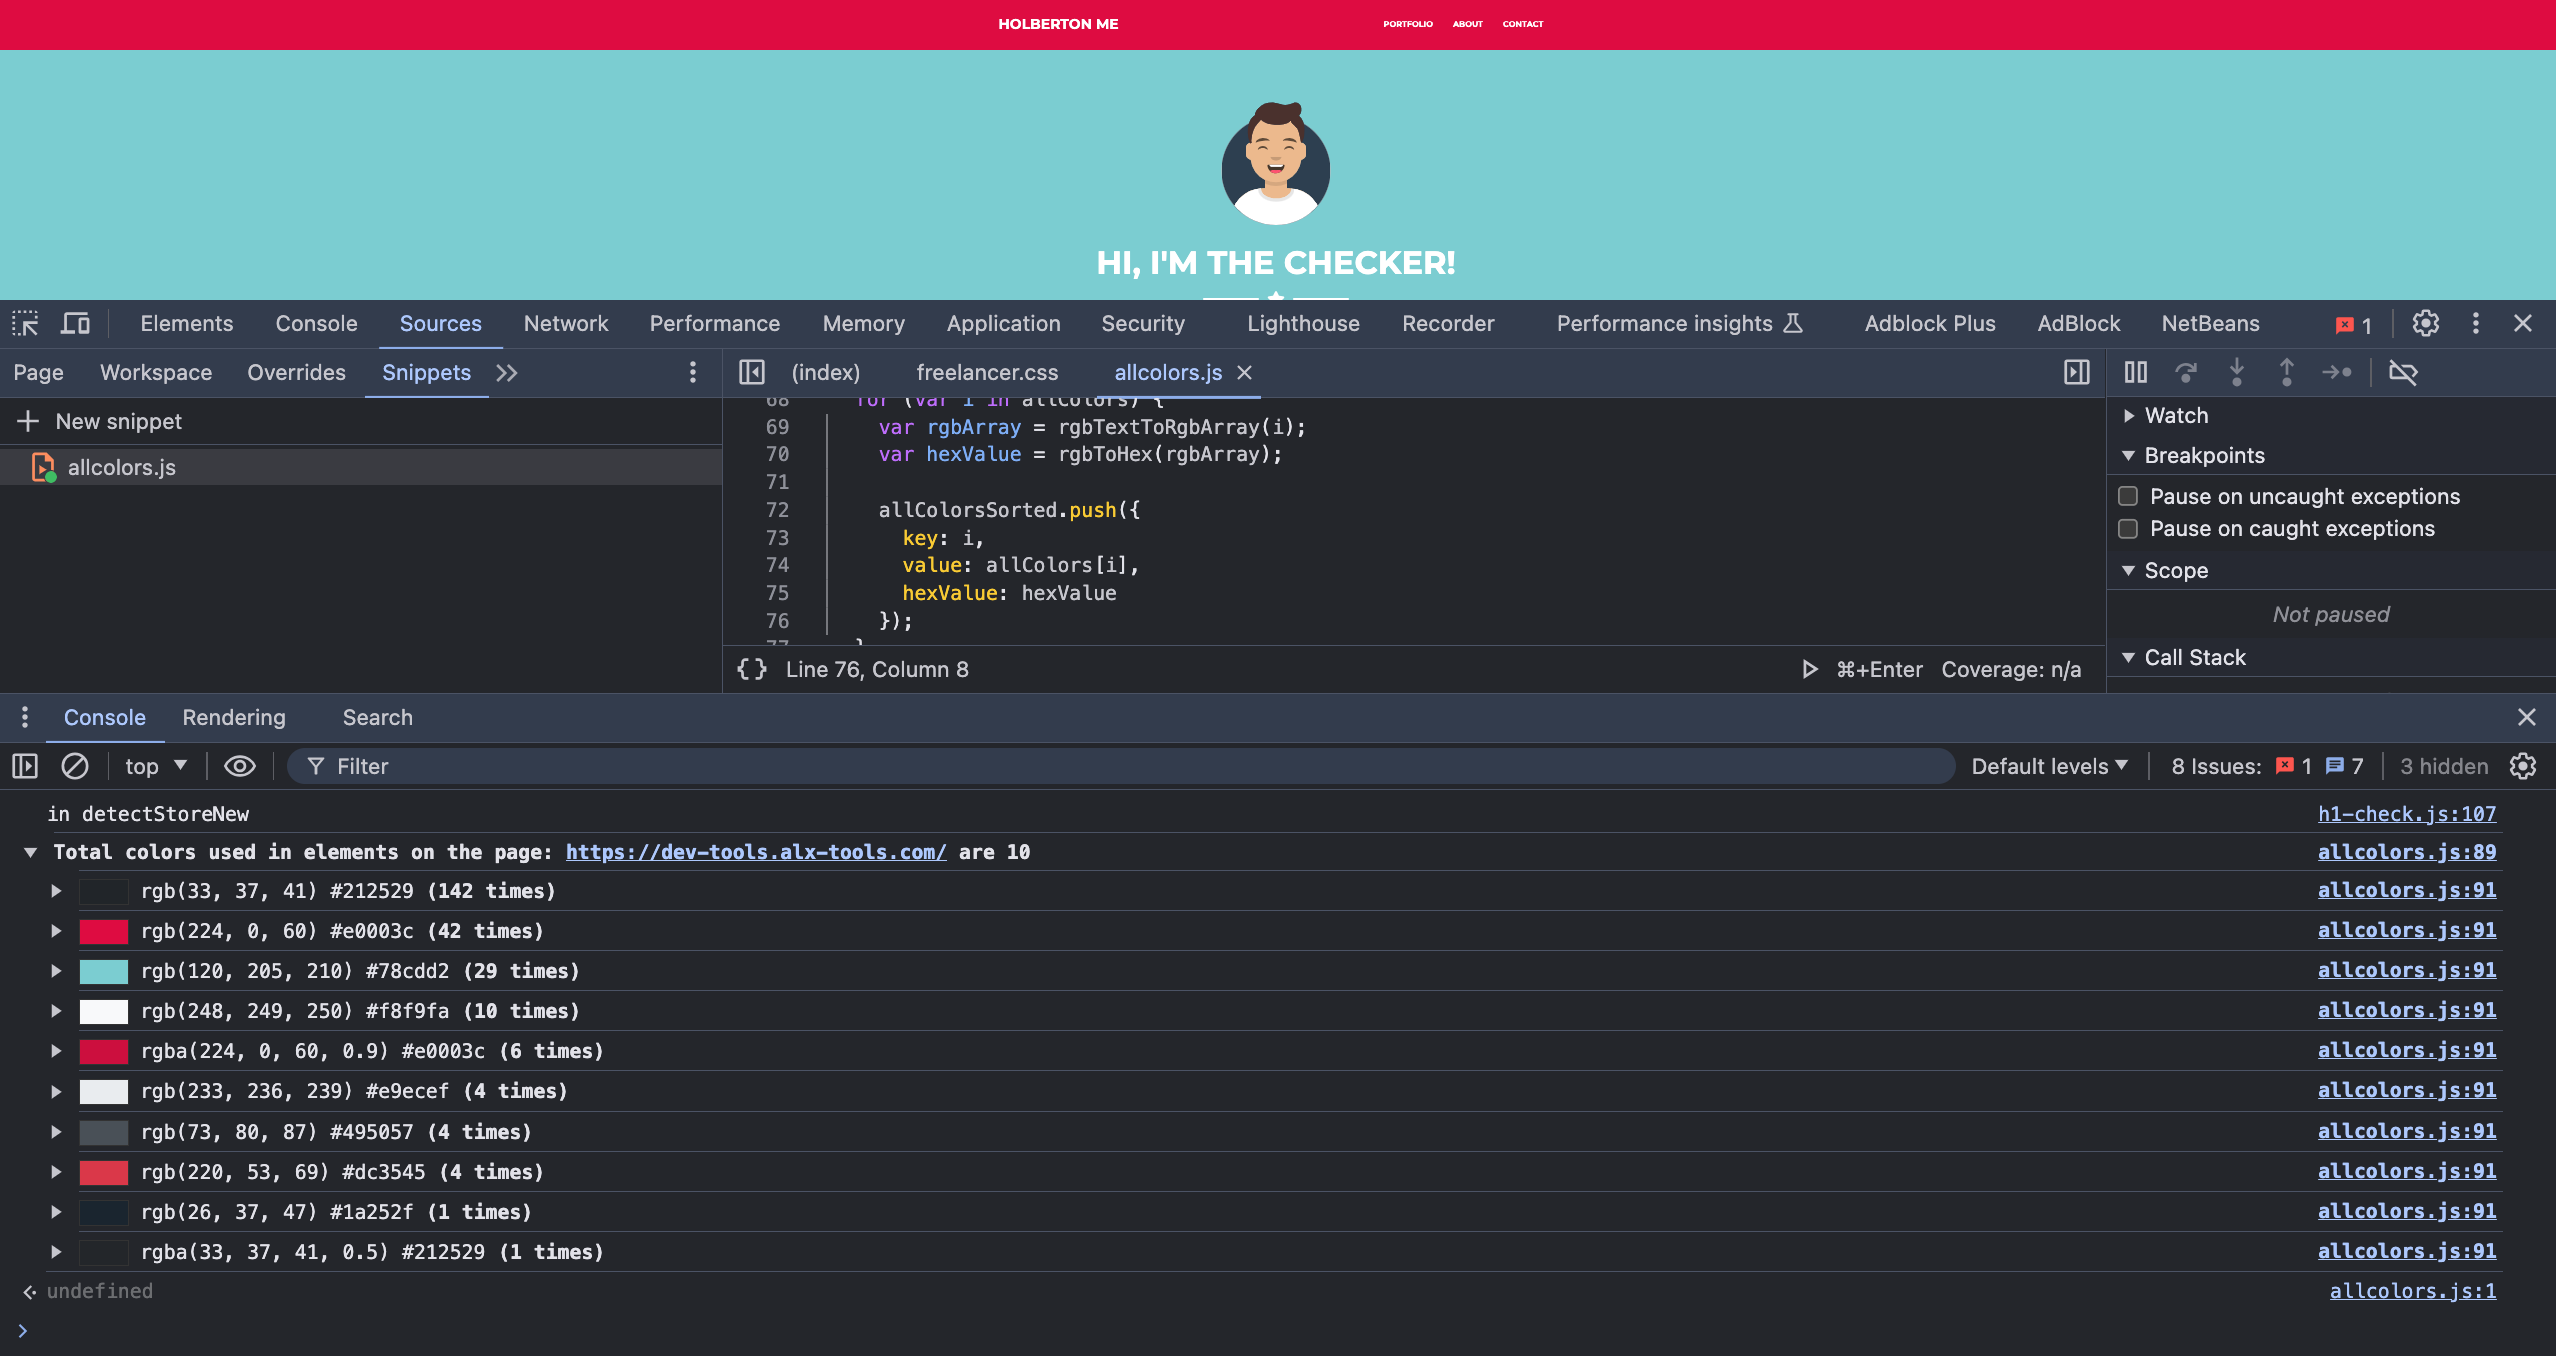 HOLBERTON ME PORTFOLIO ABOUT CONTACT
HI, I'M THE CHECKER!
Elements Console Sources Network Performance Memory Application Security Lighthouse Recorder Performance insights Adblock Plus AdBlock NetBeans 1
Page Workspace Overrides Snippets
(index) freelancer.css allcolors.js
New snippet
allcolors.js
68 for (var i in allColors) {
69 var rgbArray = rgbTextToRgbArray(i);
70 var hexValue = rgbToHex(rgbArray);
71
72 allColorsSorted.push({
73 key: i,
74 value: allColors[i],
75 hexValue: hexValue
76 });
77 }
{} Line 76, Column 8 ⌘+Enter Coverage: n/a
Watch
Breakpoints
Pause on uncaught exceptions
Pause on caught exceptions
Scope
Not paused
Call Stack
Console Rendering Search
top Filter Default levels 8 Issues: 1 7 3 hidden
in detectStoreNew h1-check.js:107
Total colors used in elements on the page: https://dev-tools.alx-tools.com/ are 10 allcolors.js:89
rgb(33, 37, 41) #212529 (142 times) allcolors.js:91
rgb(224, 0, 60) #e0003c (42 times) allcolors.js:91
rgb(120, 205, 210) #78cdd2 (29 times) allcolors.js:91
rgb(248, 249, 250) #f8f9fa (10 times) allcolors.js:91
rgba(224, 0, 60, 0.9) #e0003c (6 times) allcolors.js:91
rgb(233, 236, 239) #e9ecef (4 times) allcolors.js:91
rgb(73, 80, 87) #495057 (4 times) allcolors.js:91
rgb(220, 53, 69) #dc3545 (4 times) allcolors.js:91
rgb(26, 37, 47) #1a252f (1 times) allcolors.js:91
rgba(33, 37, 41, 0.5) #212529 (1 times) allcolors.js:91
undefined allcolors.js:1